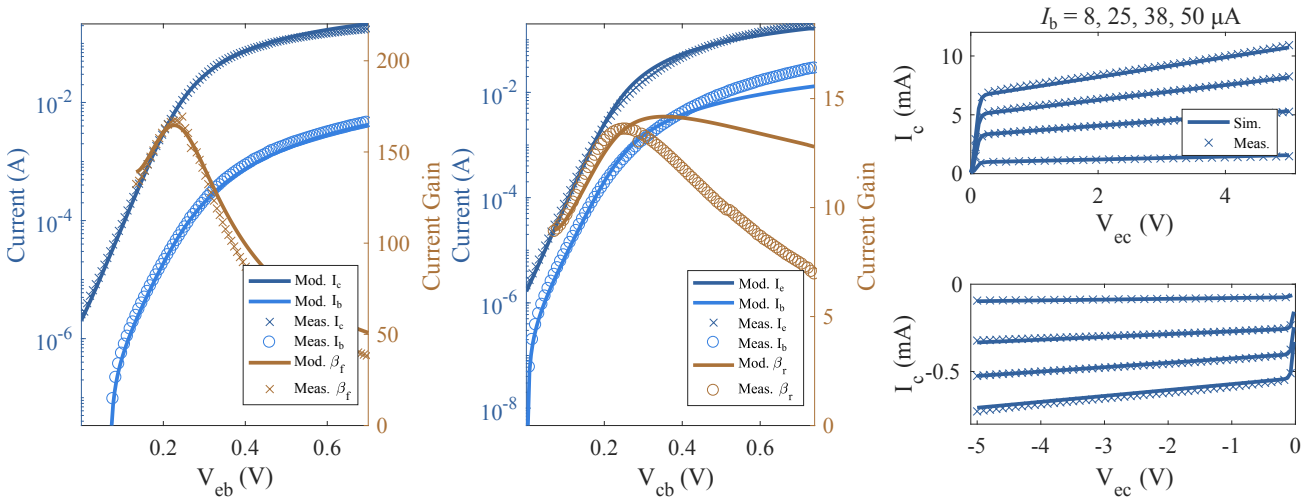 Current (A)
10^-2
10^-4
10^-6
0.2
0.4
0.6
V_eb (V)
0
50
100
150
200
Current Gain
Mod. I_c
Mod. I_b
Meas. I_c
Meas. I_b
Mod. β_f
Meas. β_f
Current (A)
10^-2
10^-4
10^-6
10^-8
0.2
0.4
0.6
V_cb (V)
0
5
10
15
Current Gain
Mod. I_e
Mod. I_b
Meas. I_e
Meas. I_b
Mod. β_r
Meas. β_r
I_b = 8, 25, 38, 50 μA
I_c (mA)
10
5
0
0
2
4
V_ec (V)
Sim.
Meas.
I_c (mA)
0
-0.5
-5
-4
-3
-2
-1
0
V_ec (V)